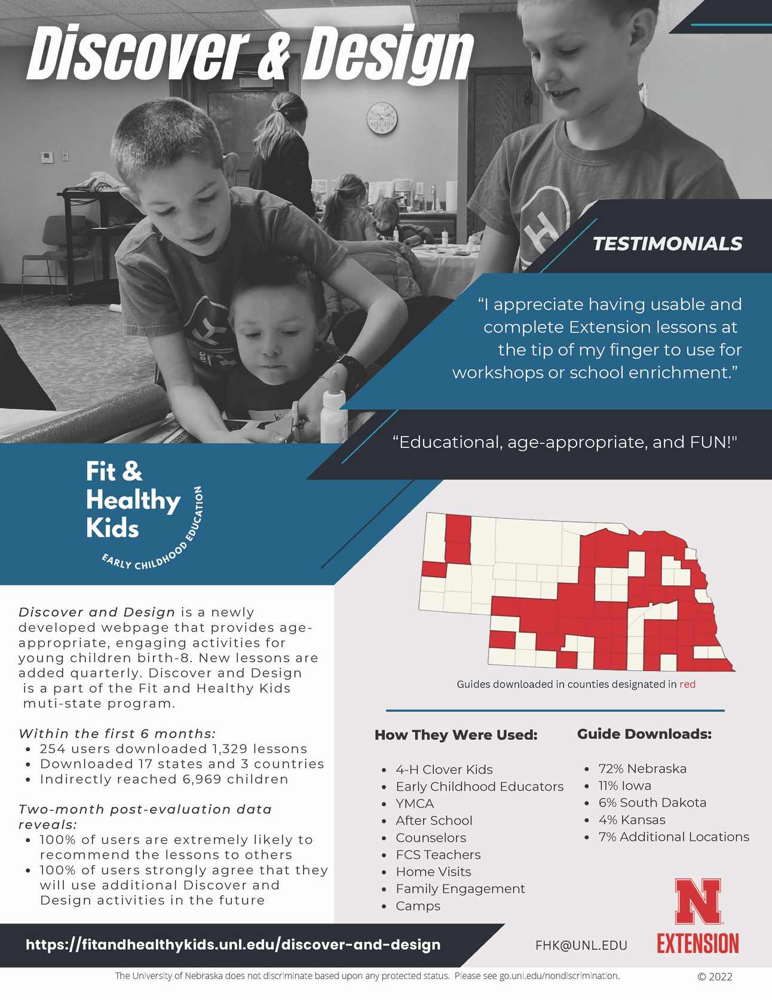 Discover & Design
TESTIMONIALS
“I appreciate having usable and
complete Extension lessons at
the tip of my finger to use for
workshops or school enrichment.”
“Educational, age-appropriate, and FUN!"
Fit &
Healthy
Kids
EARLY CHILDHOOD EDUCATION
Discover and Design is a newly
developed webpage that provides age-
appropriate, engaging activities for
young children birth-8. New lessons are
added quarterly. Discover and Design
is a part of the Fit and Healthy Kids
muti-state program.
Within the first 6 months:
• 254 users downloaded 1,329 lessons
• Downloaded 17 states and 3 countries
• Indirectly reached 6,969 children
Two-month post-evaluation data
reveals:
• 100% of users are extremely likely to
recommend the lessons to others
• 100% of users strongly agree that they
will use additional Discover and
Design activities in the future
Guides downloaded in counties designated in red
How They Were Used:
• 4-H Clover Kids
• Early Childhood Educators
• YMCA
• After School
• Counselors
• FCS Teachers
• Home Visits
• Family Engagement
• Camps
Guide Downloads:
• 72% Nebraska
• 11% Iowa
• 6% South Dakota
• 4% Kansas
• 7% Additional Locations
N
EXTENSION
https://fitandhealthykids.unl.edu/discover-and-design
FHK@UNL.EDU
The University of Nebraska does not discriminate based upon any protected status. Please see go.unl.edu/nondiscrimination.
© 2022